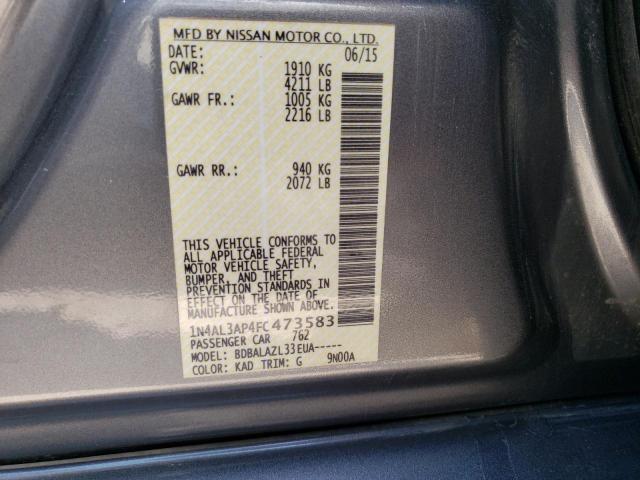 MFD BY NISSAN MOTOR CO., LTD.
DATE: 06/15
GVWR: 1910 KG
4211 LB
GAWR FR.: 1005 KG
2216 LB
GAWR RR.: 940 KG
2072 LB
THIS VEHICLE CONFORMS TO
ALL APPLICABLE FEDERAL
MOTOR VEHICLE SAFETY,
BUMPER, AND THEFT
PREVENTION STANDARDS IN
EFFECT ON THE DATE OF
MANUFACTURE SHOWN ABOVE.
1N4AL3AP4FC473583
PASSENGER CAR 762
MODEL: BDBALAZL33EUA-----
COLOR: KAD TRIM: G 9N00A